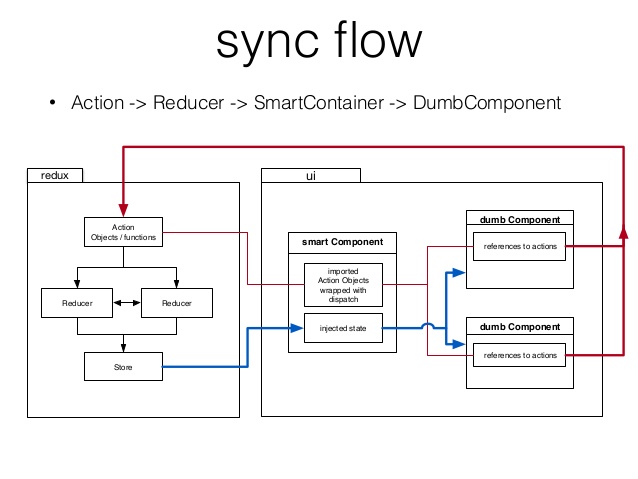 sync flow
• Action -> Reducer -> SmartContainer -> DumbComponent
redux
ui
Action
Objects / functions
Reducer
Reducer
Store
smart Component
imported
Action Objects
wrapped with
dispatch
injected state
dumb Component
references to actions
dumb Component
references to actions